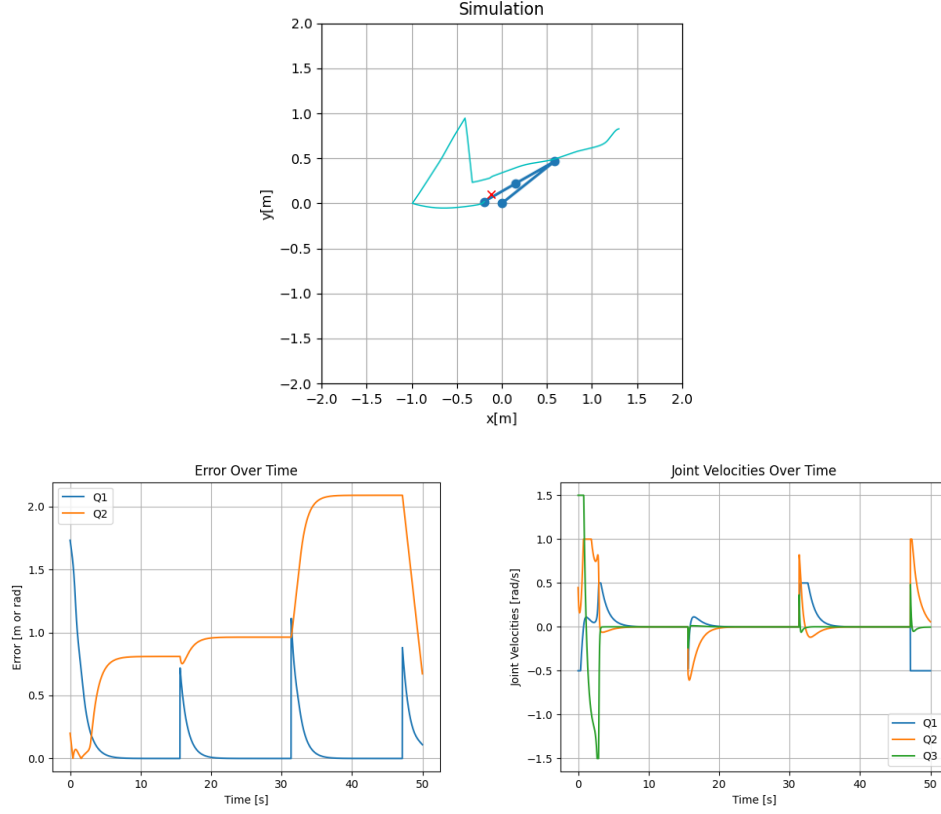 Simulation
2.0
1.5
1.0
0.5
0.0
−0.5
−1.0
−1.5
−2.0
y[m]
−2.0 −1.5 −1.0 −0.5 0.0 0.5 1.0 1.5 2.0
x[m]
Error Over Time
Q1
Q2
2.0
1.5
1.0
0.5
0.0
Error [m or rad]
0 10 20 30 40 50
Time [s]
Joint Velocities Over Time
1.5
1.0
0.5
0.0
−0.5
−1.0
−1.5
Joint Velocities [rad/s]
Q1
Q2
Q3
0 10 20 30 40 50
Time [s]